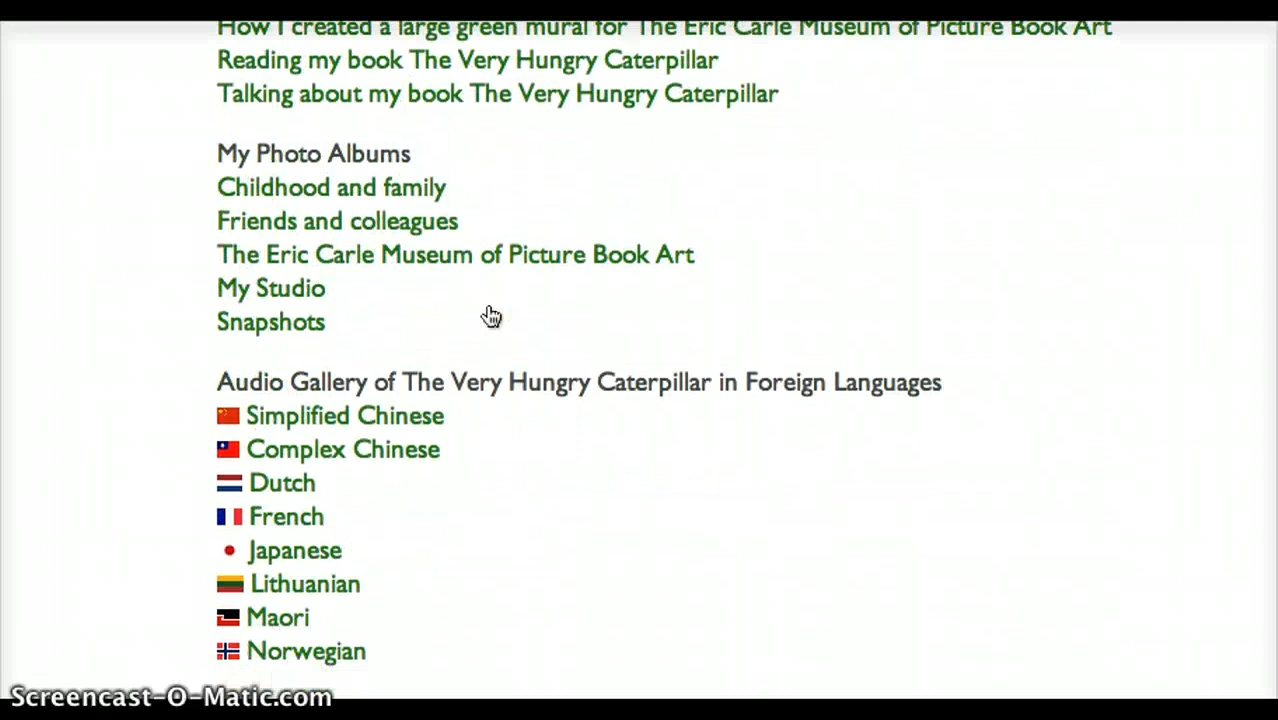 How I created a large green mural for The Eric Carle Museum of Picture Book Art
Reading my book The Very Hungry Caterpillar
Talking about my book The Very Hungry Caterpillar
My Photo Albums
Childhood and family
Friends and colleagues
The Eric Carle Museum of Picture Book Art
My Studio
Snapshots
Audio Gallery of The Very Hungry Caterpillar in Foreign Languages
Simplified Chinese
Complex Chinese
Dutch
French
Japanese
Lithuanian
Maori
Norwegian
Screencast-O-Matic.com